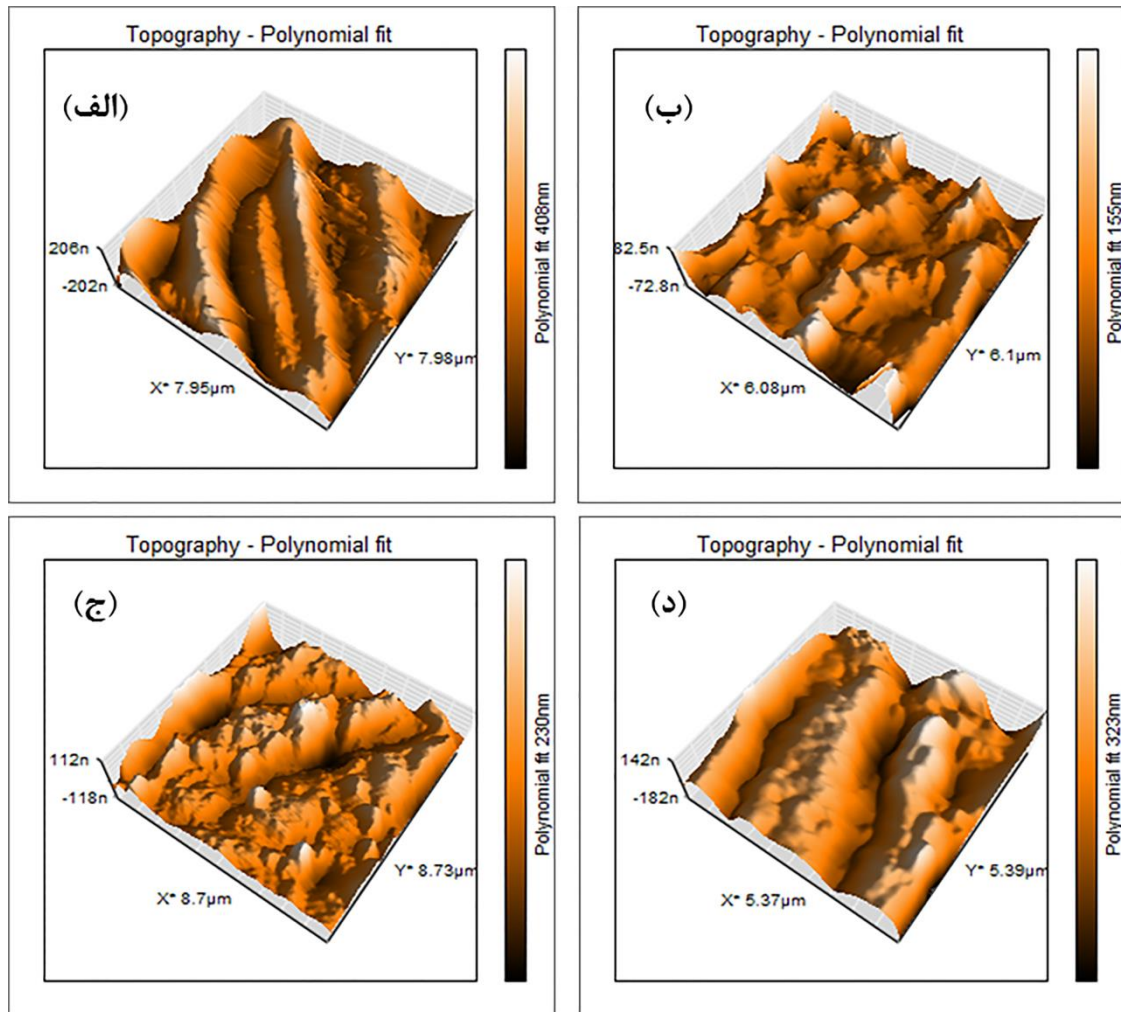 Topography - Polynomial fit
(الف)
206n
-202n
X* 7.95µm
Y* 7.98µm
Polynomial fit 408nm
Topography - Polynomial fit
(ب)
82.5n
-72.8n
X* 6.08µm
Y* 6.1µm
Polynomial fit 155nm
Topography - Polynomial fit
(ج)
112n
-118n
X* 8.7µm
Y* 8.73µm
Polynomial fit 230nm
Topography - Polynomial fit
(د)
142n
-182n
X* 5.37µm
Y* 5.39µm
Polynomial fit 323nm